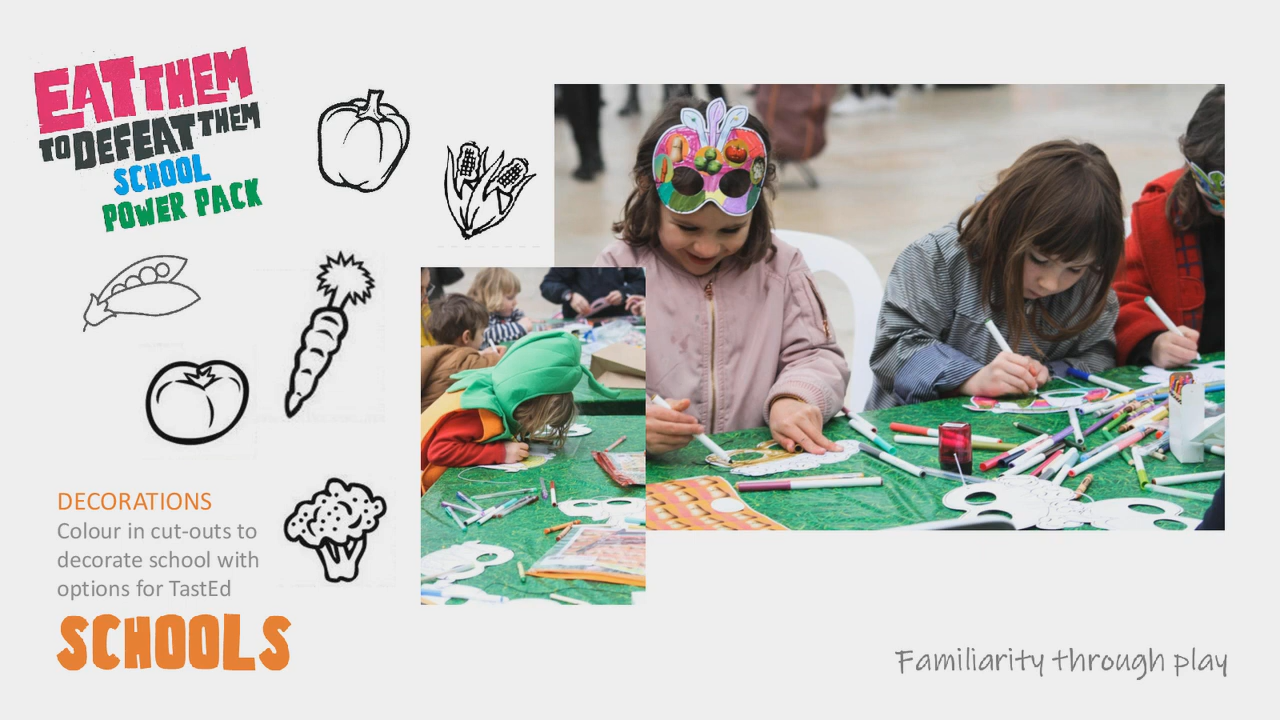 EAT THEM
TO DEFEAT THEM
SCHOOL
POWER PACK
DECORATIONS
Colour in cut-outs to
decorate school with
options for TastEd
SCHOOLS
Familiarity through play